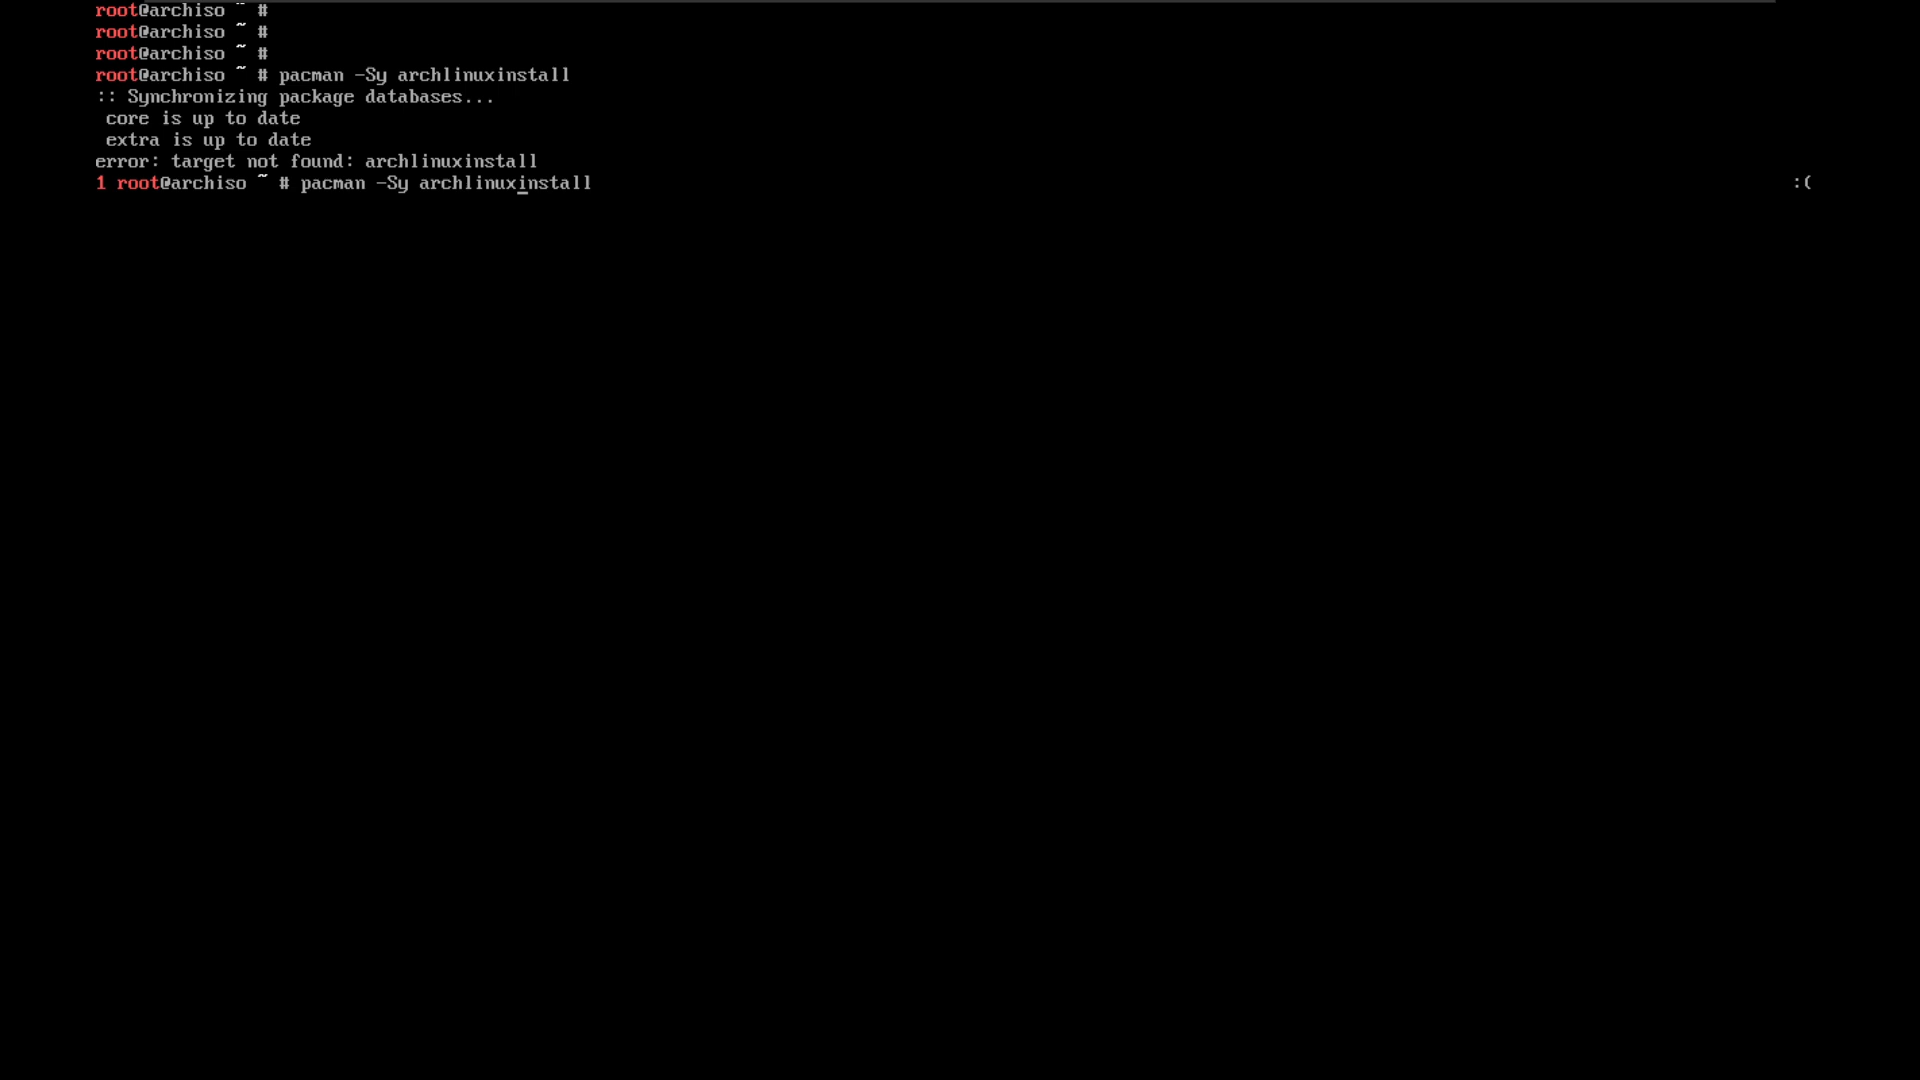 root@archiso ~ #
root@archiso ~ #
root@archiso ~ #
root@archiso ~ # pacman -Sy archlinuxinstall
:: Synchronizing package databases...
 core is up to date
 extra is up to date
error: target not found: archlinuxinstall
1 root@archiso ~ # pacman -Sy archlinuxinstall :(